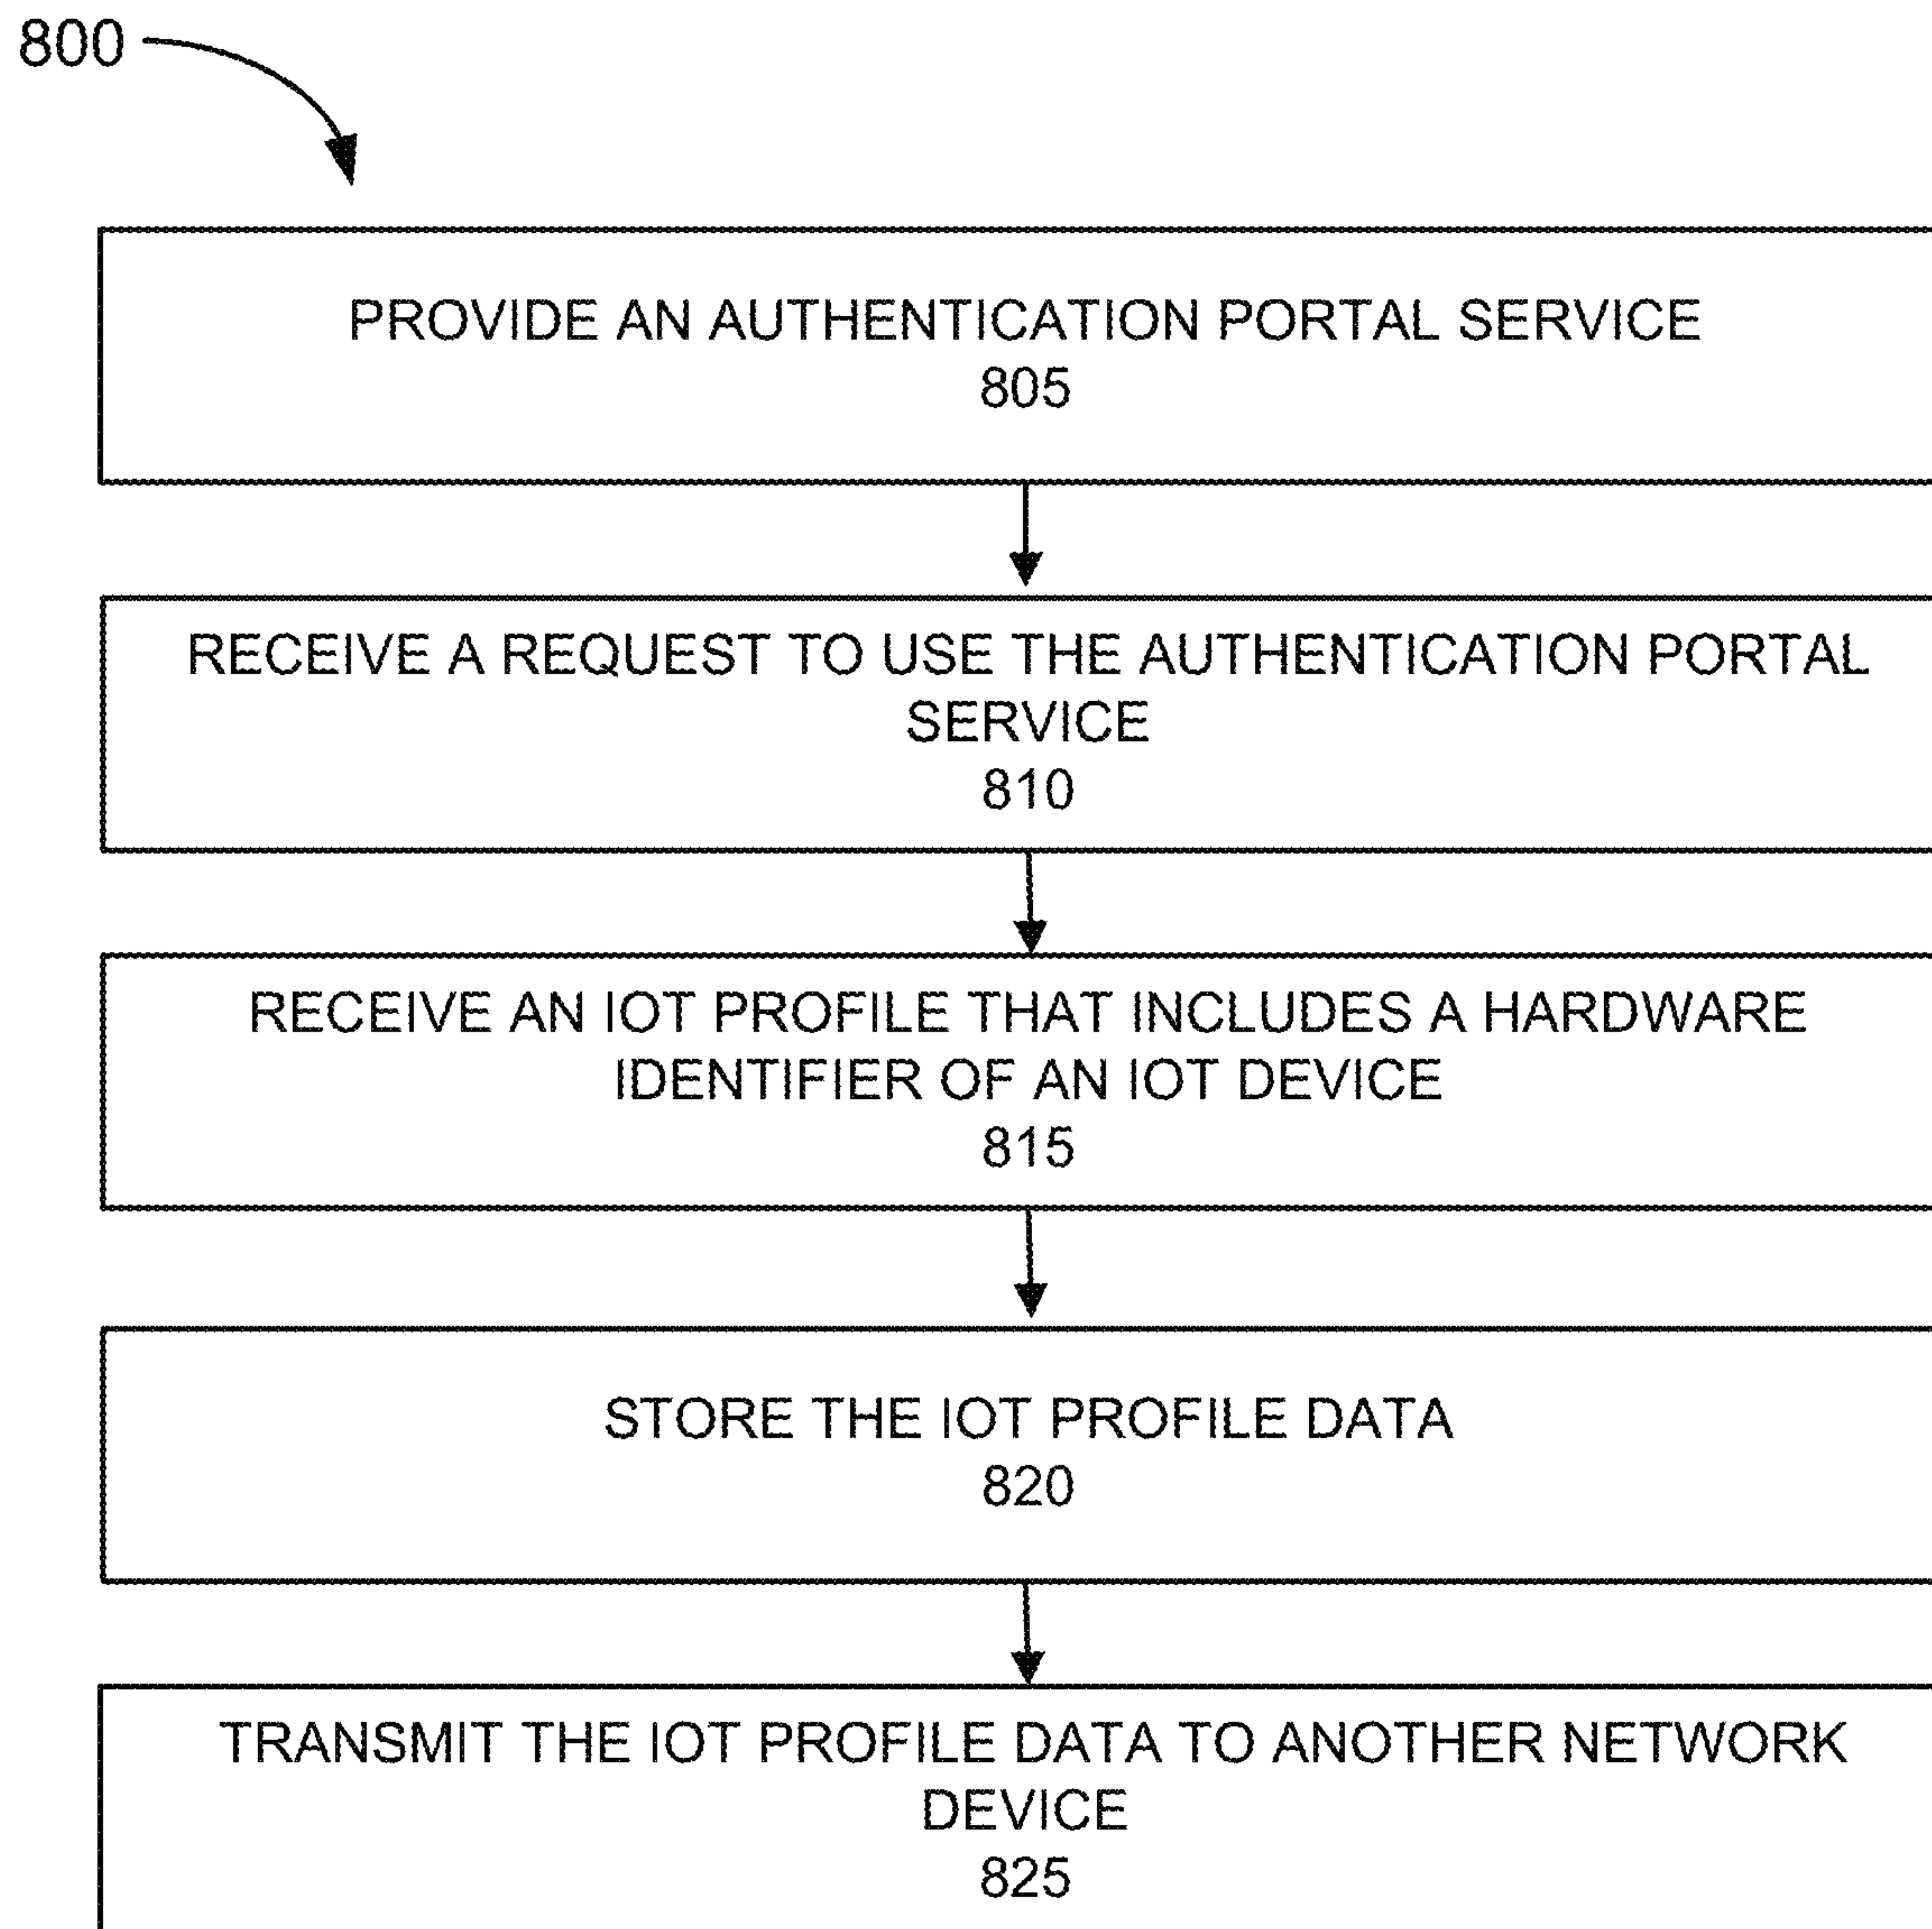 800
PROVIDE AN AUTHENTICATION PORTAL SERVICE
805
RECEIVE A REQUEST TO USE THE AUTHENTICATION PORTAL
SERVICE
810
RECEIVE AN IOT PROFILE THAT INCLUDES A HARDWARE
IDENTIFIER OF AN IOT DEVICE
815
STORE THE IOT PROFILE DATA
820
TRANSMIT THE IOT PROFILE DATA TO ANOTHER NETWORK
DEVICE
825